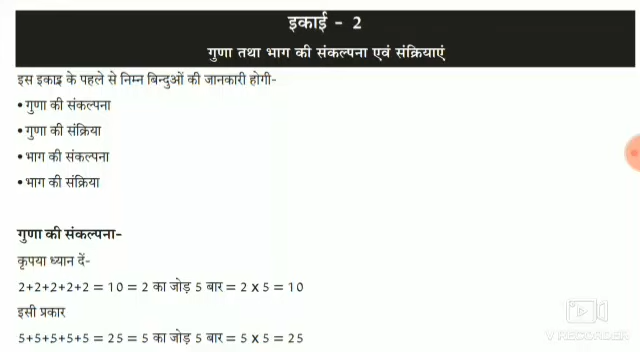 इकाई - 2
गुणा तथा भाग की संकल्पना एवं संक्रियाएं
इस इकाइ के पहले से निम्न बिन्दुओं की जानकारी होगी-
• गुणा की संकल्पना
• गुणा की संक्रिया
• भाग की संकल्पना
• भाग की संक्रिया
गुणा की संकल्पना-
कृपया ध्यान दें-
2+2+2+2+2 = 10 = 2 का जोड़ 5 बार = 2 x 5 = 10
इसी प्रकार
5+5+5+5+5 = 25 = 5 का जोड़ 5 बार = 5 x 5 = 25
V RECORDER